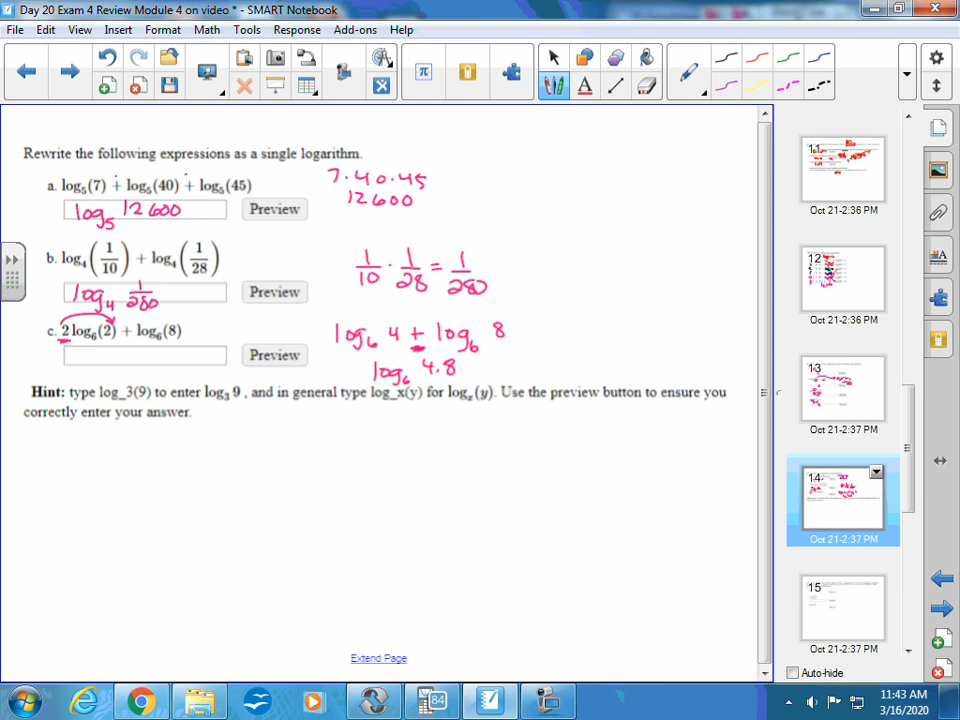 Day 20 Exam 4 Review Module 4 on video * - SMART Notebook
File Edit View Insert Format Math Tools Response Add-ons Help
π
A
Rewrite the following expressions as a single logarithm.
a. log₅(7) + log₅(40) + log₅(45)
7 · 40 · 45
log₅ 12600
Preview
12600
b. log₄(1/10) + log₄(1/28)
1/10 · 1/28 = 1/280
log₄ 1/280
Preview
c. 2 log₆(2) + log₆(8)
log₆ 4 + log₆ 8
Preview
log₆ 4·8
Hint: type log_3(9) to enter log₃ 9 , and in general type log_x(y) for logₓ(y). Use the preview button to ensure you
correctly enter your answer.
Extend Page
11
Oct 21-2:36 PM
12
Oct 21-2:36 PM
13
Oct 21-2:37 PM
14
Oct 21-2:37 PM
15
Oct 21-2:37 PM
Auto-hide
84
11:43 AM
3/16/2020